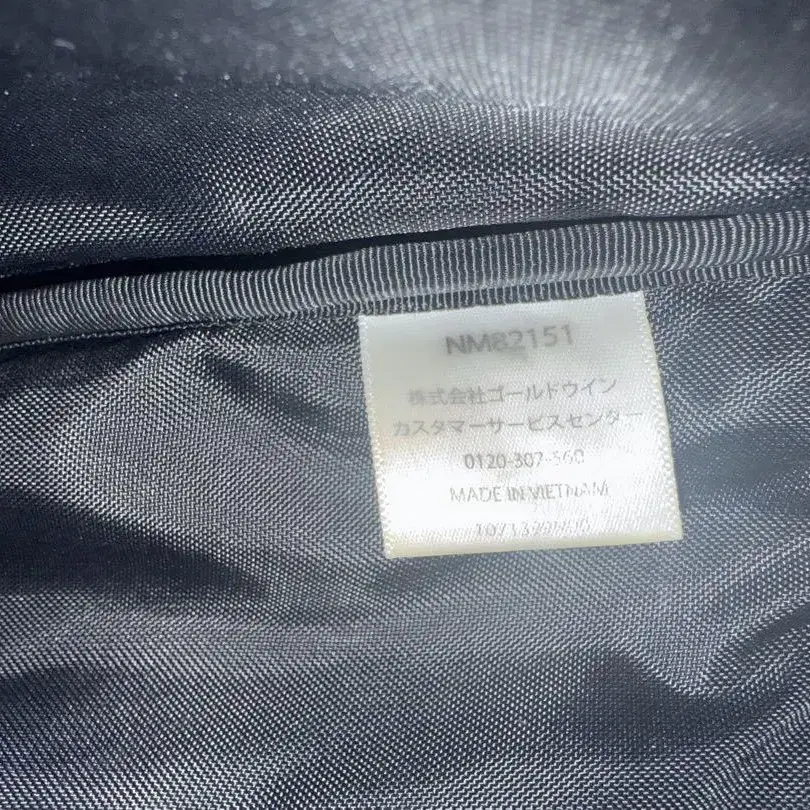 NM82151
株式会社ゴールドウイン
カスタマーサービスセンター
0120-307-560
MADE IN VIETNAM